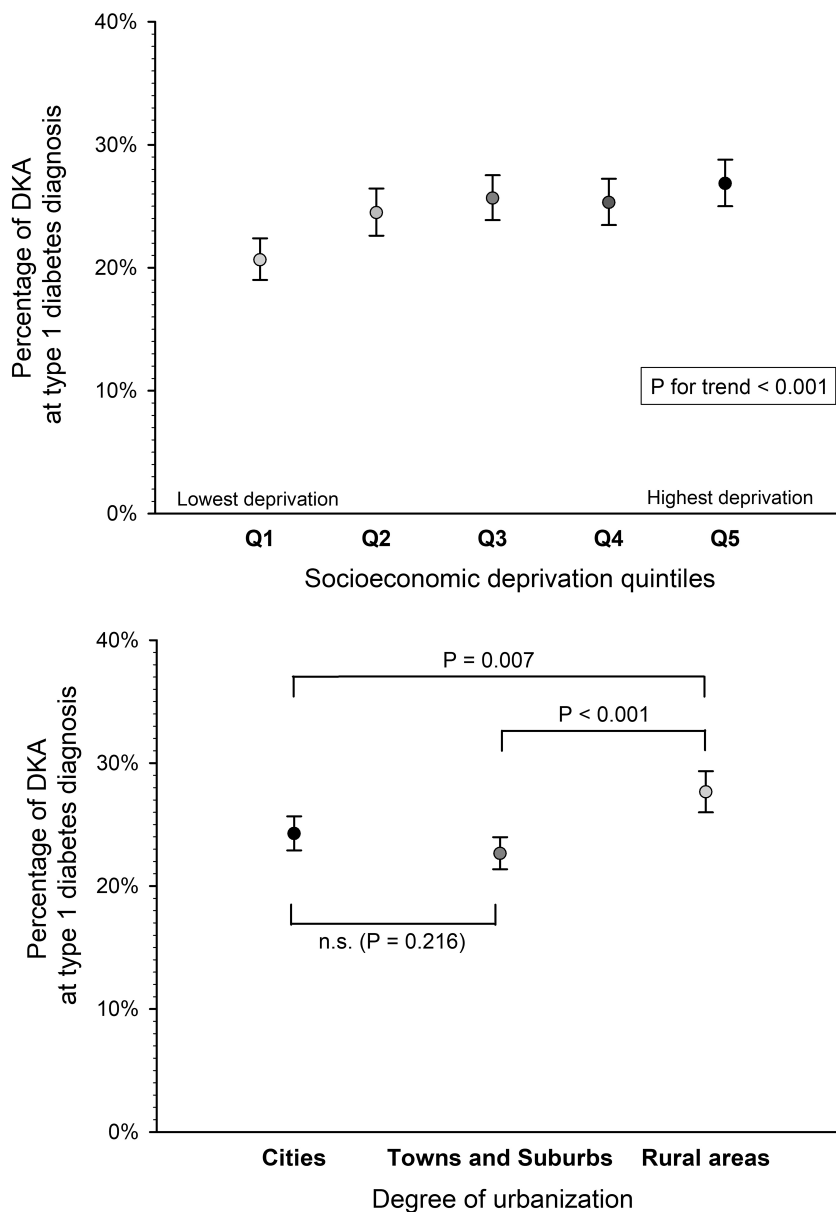 40%
30%
20%
10%
0%
Percentage of DKA
at type 1 diabetes diagnosis
P for trend < 0.001
Lowest deprivation
Highest deprivation
Q1 Q2 Q3 Q4 Q5
Socioeconomic deprivation quintiles
40%
30%
20%
10%
0%
Percentage of DKA
at type 1 diabetes diagnosis
P = 0.007
P < 0.001
n.s. (P = 0.216)
Cities Towns and Suburbs Rural areas
Degree of urbanization